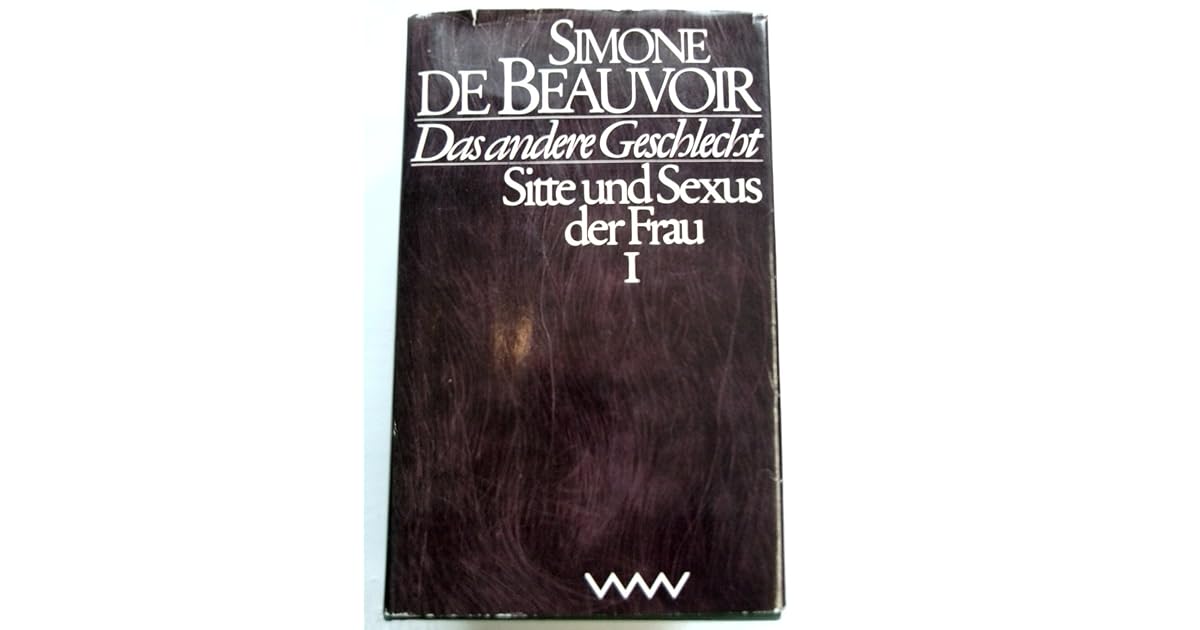 SIMONE
DE BEAUVOIR
Das andere Geschlecht
Sitte und Sexus
der Frau
I